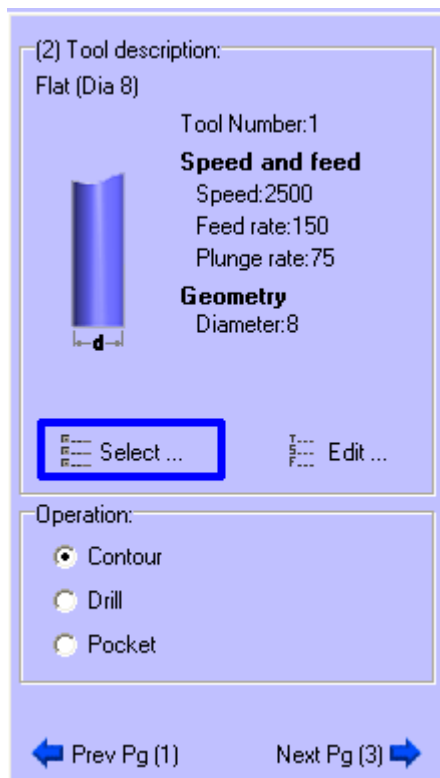 (2) Tool description:
Flat (Dia 8)
Tool Number:1
Speed and feed
Speed:2500
Feed rate:150
Plunge rate:75
Geometry
Diameter:8
d
Select ...
Edit ...
Operation:
Contour
Drill
Pocket
Prev Pg (1)
Next Pg (3)